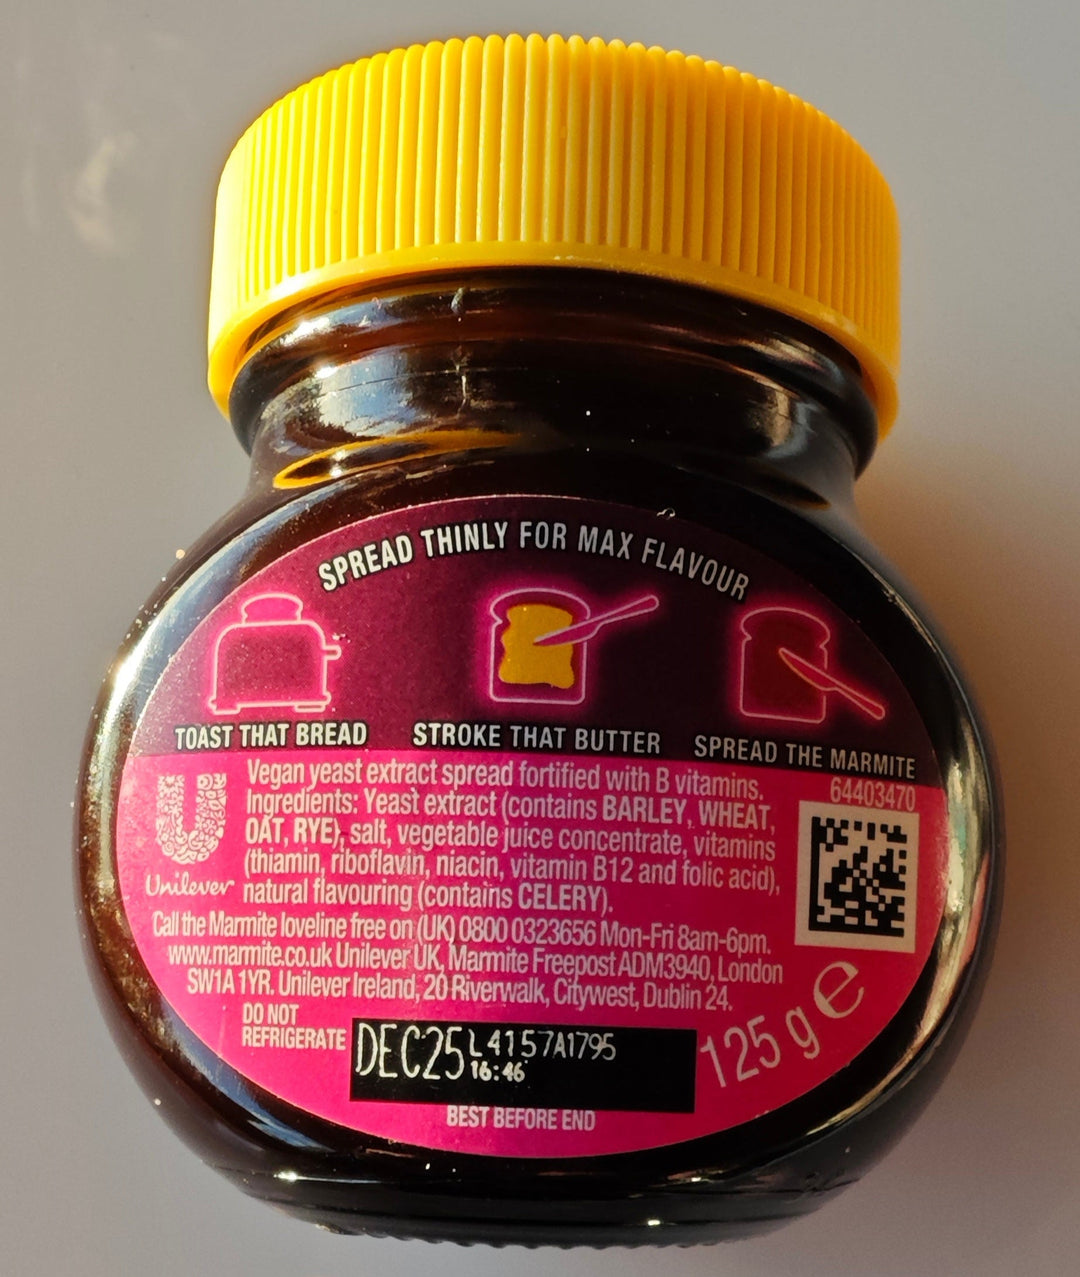 SPREAD THINLY FOR MAX FLAVOUR
TOAST THAT BREAD
STROKE THAT BUTTER
SPREAD THE MARMITE
64403470
Unilever
Vegan yeast extract spread fortified with B vitamins.
Ingredients: Yeast extract (contains BARLEY, WHEAT,
OAT, RYE), salt, vegetable juice concentrate, vitamins
(thiamin, riboflavin, niacin, vitamin B12 and folic acid),
natural flavouring (contains CELERY).
Call the Marmite loveline free on (UK) 0800 0323656 Mon-Fri 8am-6pm.
www.marmite.co.uk Unilever UK, Marmite Freepost ADM3940, London
SW1A 1YR. Unilever Ireland, 20 Riverwalk, Citywest, Dublin 24.
DO NOT
REFRIGERATE
DEC25 L4157A1795
16:46
125 g e
BEST BEFORE END